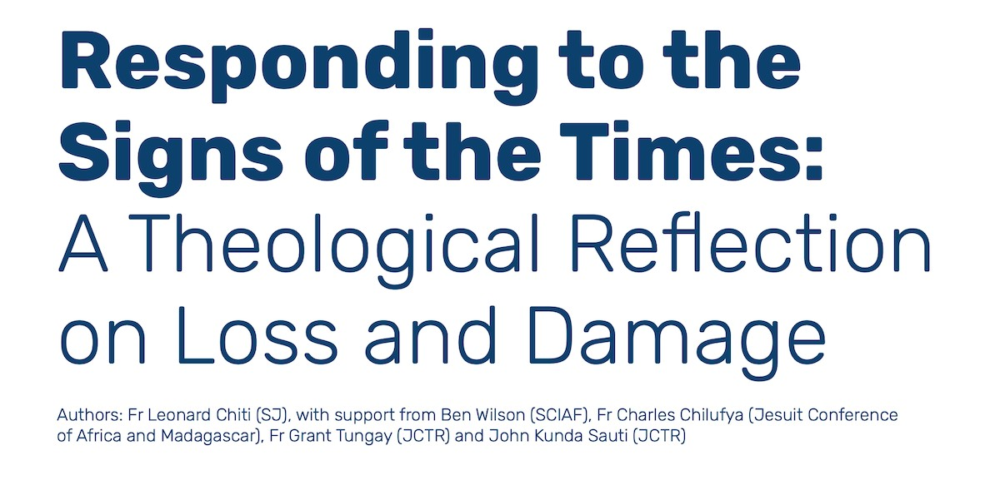 Responding to the
Signs of the Times:
A Theological Reflection
on Loss and Damage
Authors: Fr Leonard Chiti (SJ), with support from Ben Wilson (SCIAF), Fr Charles Chilufya (Jesuit Conference
of Africa and Madagascar), Fr Grant Tungay (JCTR) and John Kunda Sauti (JCTR)